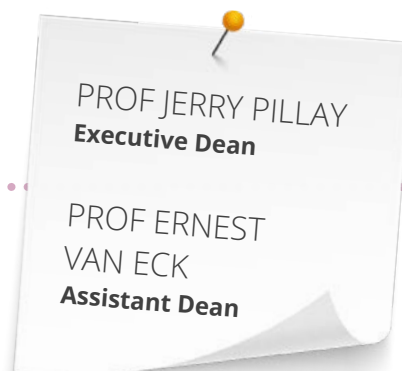 PROF JERRY PILLAY
Executive Dean
PROF ERNEST
VAN ECK
Assistant Dean